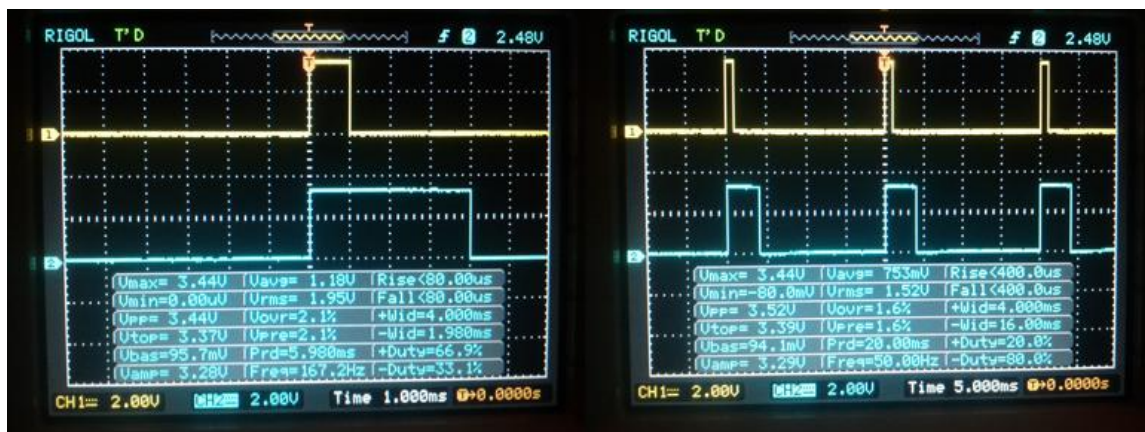 RIGOL T'D T f 2 2.48V
T
1
2
Vmax= 3.44V Vavg= 1.18V Rise<80.00us
Vmin=0.00uV Vrms= 1.95V Fall<80.00us
Vpp= 3.44V Vovr=2.1% +Wid=4.000ms
Vtop= 3.37V Vpre=2.1% -Wid=1.980ms
Vbas=95.7mV Prd=5.980ms +Duty=66.9%
Vamp= 3.28V Freq=167.2Hz -Duty=33.1%
CH1 2.00V CH2 2.00V Time 1.000ms T→0.0000s
RIGOL T'D T f 2 2.48V
T
1
2
Vmax= 3.44V Vavg= 753mV Rise<400.0us
Vmin=-80.0mV Vrms= 1.52V Fall<400.0us
Vpp= 3.52V Vovr=1.6% +Wid=4.000ms
Vtop= 3.39V Vpre=1.6% -Wid=16.00ms
Vbas=94.1mV Prd=20.00ms +Duty=20.0%
Vamp= 3.29V Freq=50.00Hz -Duty=80.0%
CH1 2.00V CH2 2.00V Time 5.000ms T→0.0000s